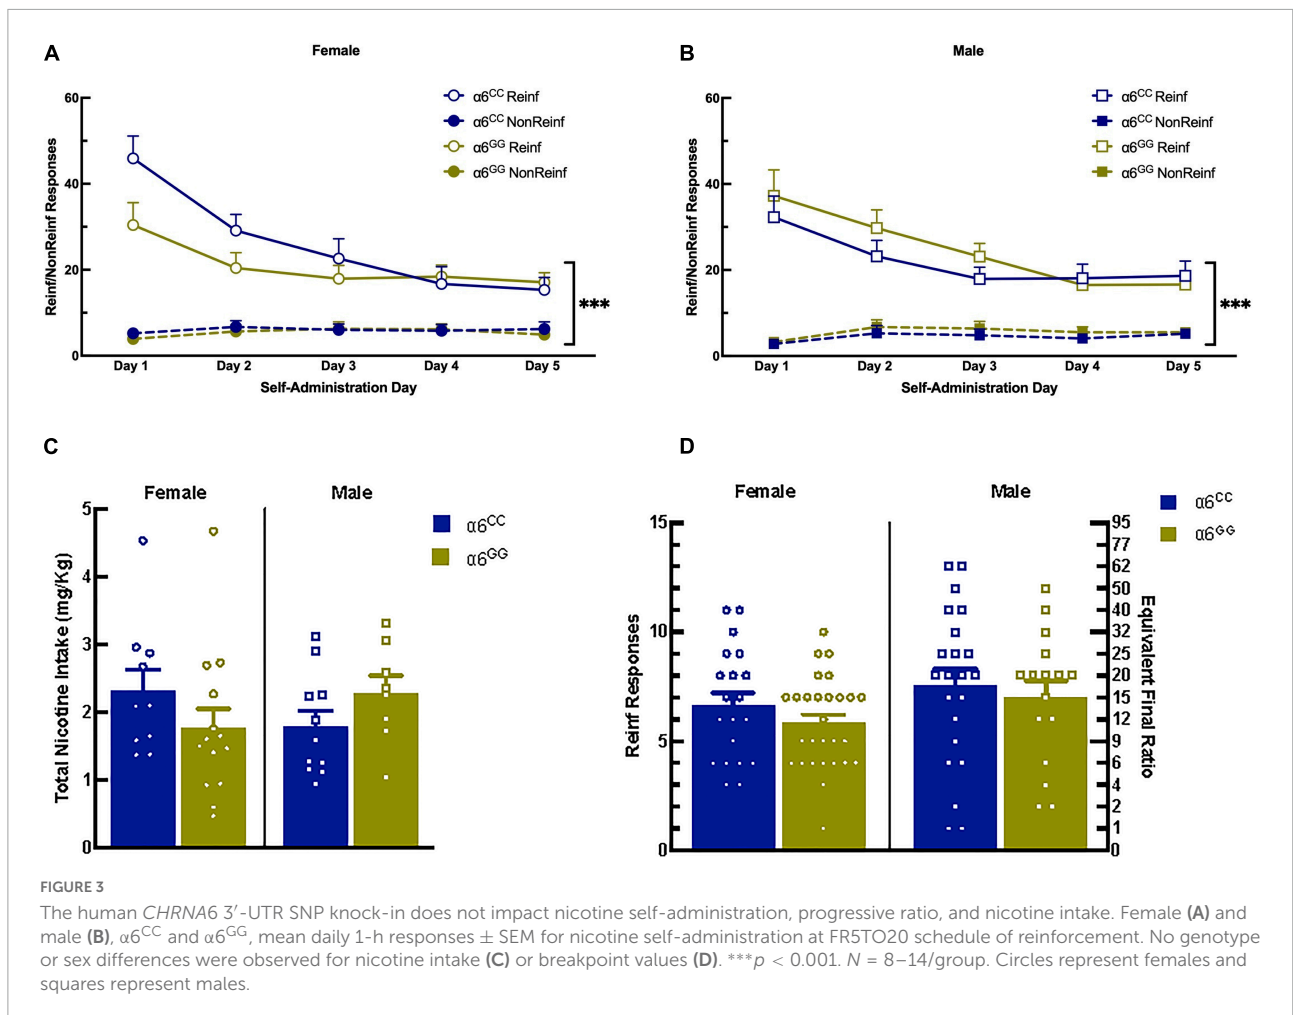 A
Female
60
40
20
0
Reinf/NonReinf Responses
α6CC Reinf
α6CC NonReinf
α6GG Reinf
α6GG NonReinf
***
Day 1 Day 2 Day 3 Day 4 Day 5
Self-Administration Day
B
Male
60
40
20
0
Reinf/NonReinf Responses
α6CC Reinf
α6CC NonReinf
α6GG Reinf
α6GG NonReinf
***
Day 1 Day 2 Day 3 Day 4 Day 5
Self-Administration Day
C
Female Male
5
4
3
2
1
0
Total Nicotine Intake (mg/Kg)
α6CC
α6GG
D
Female Male
15
10
5
0
Reinf Responses
95
77
62
50
40
32
25
20
15
12
9
6
4
2
1
0
Equivalent Final Ratio
α6CC
α6GG
FIGURE 3
The human CHRNA6 3′-UTR SNP knock-in does not impact nicotine self-administration, progressive ratio, and nicotine intake. Female (A) and
male (B), α6CC and α6GG, mean daily 1-h responses ± SEM for nicotine self-administration at FR5TO20 schedule of reinforcement. No genotype
or sex differences were observed for nicotine intake (C) or breakpoint values (D). ***p < 0.001. N = 8–14/group. Circles represent females and
squares represent males.